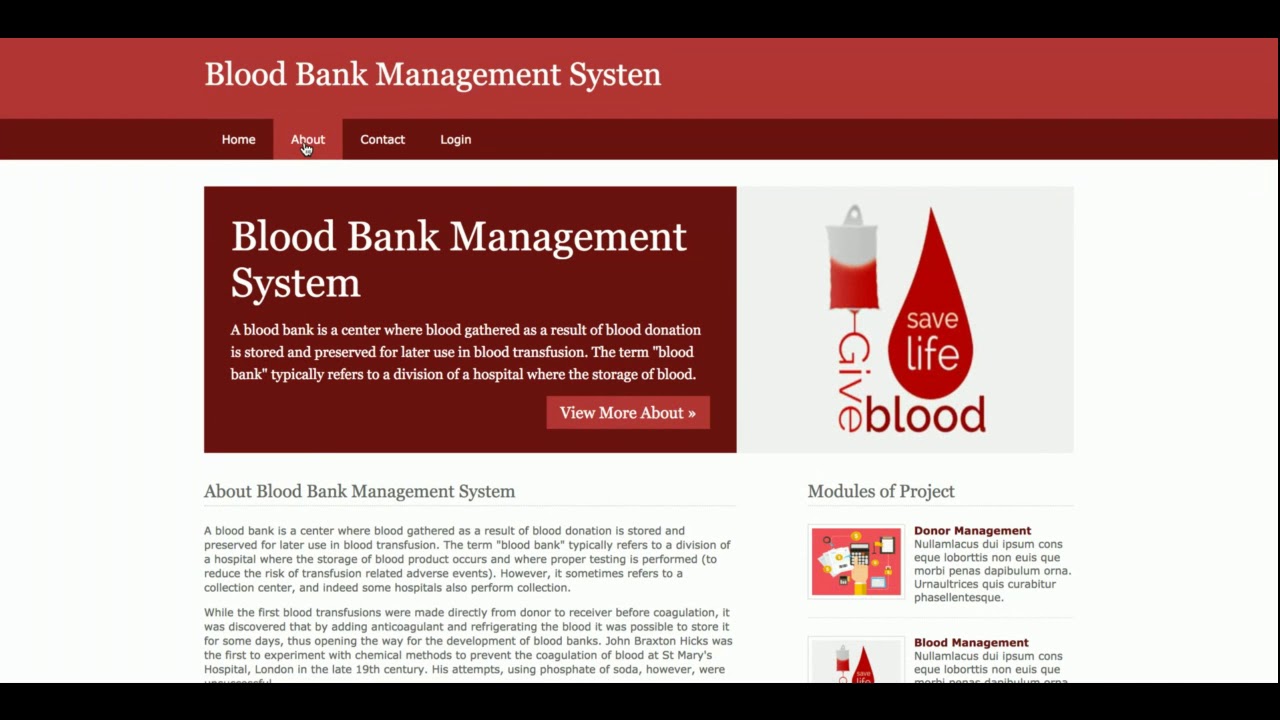 Blood Bank Management Systen
Home
About
Contact
Login
Blood Bank Management
System
A blood bank is a center where blood gathered as a result of blood donation
is stored and preserved for later use in blood transfusion. The term "blood
bank" typically refers to a division of a hospital where the storage of blood.
View More About »
save
life
Give
blood
About Blood Bank Management System
A blood bank is a center where blood gathered as a result of blood donation is stored and
preserved for later use in blood transfusion. The term "blood bank" typically refers to a division of
a hospital where the storage of blood product occurs and where proper testing is performed (to
reduce the risk of transfusion related adverse events). However, it sometimes refers to a
collection center, and indeed some hospitals also perform collection.
While the first blood transfusions were made directly from donor to receiver before coagulation, it
was discovered that by adding anticoagulant and refrigerating the blood it was possible to store it
for some days, thus opening the way for the development of blood banks. John Braxton Hicks was
the first to experiment with chemical methods to prevent the coagulation of blood at St Mary's
Hospital, London in the late 19th century. His attempts, using phosphate of soda, however, were
Modules of Project
Donor Management
Nullamlacus dui ipsum cons
eque loborttis non euis que
morbi penas dapibulum orna.
Urnaultrices quis curabitur
phasellentesque.
Blood Management
Nullamlacus dui ipsum cons
eque loborttis non euis que
morbi penas dapibulum orna.
save
life